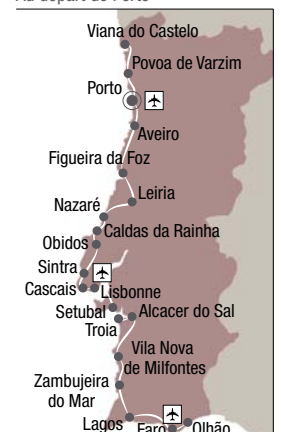 Au départ de Porto
Viana do Castelo
Povoa de Varzim
Porto
Aveiro
Figueira da Foz
Leiria
Nazaré
Caldas da Rainha
Obidos
Sintra
Cascais
Lisbonne
Setubal
Alcacer do Sal
Troia
Vila Nova
de Milfontes
Zambujeira
do Mar
Lagos
Faro
Olhão